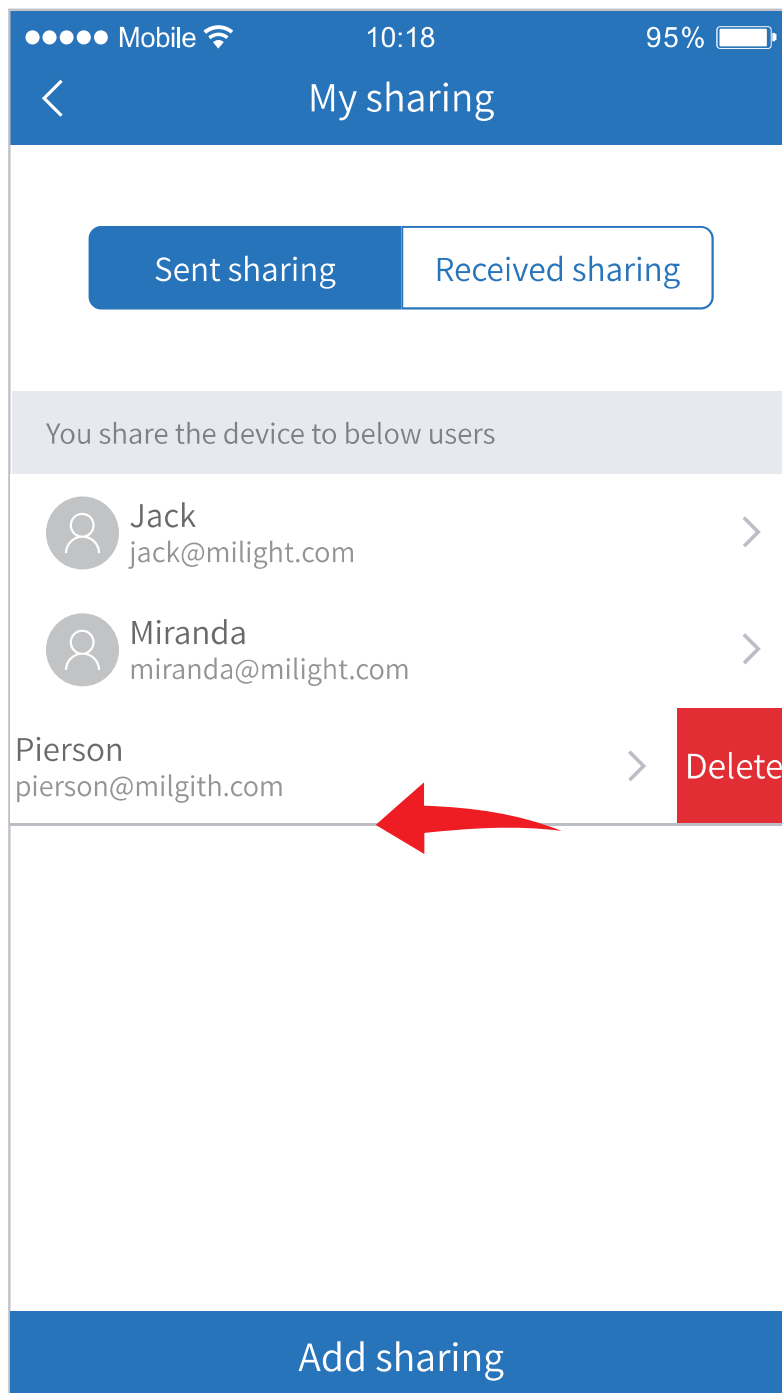 Mobile 10:18 95%
My sharing
Sent sharing Received sharing
You share the device to below users
Jack
jack@milight.com
Miranda
miranda@milight.com
Pierson
pierson@milgith.com
Delete
Add sharing